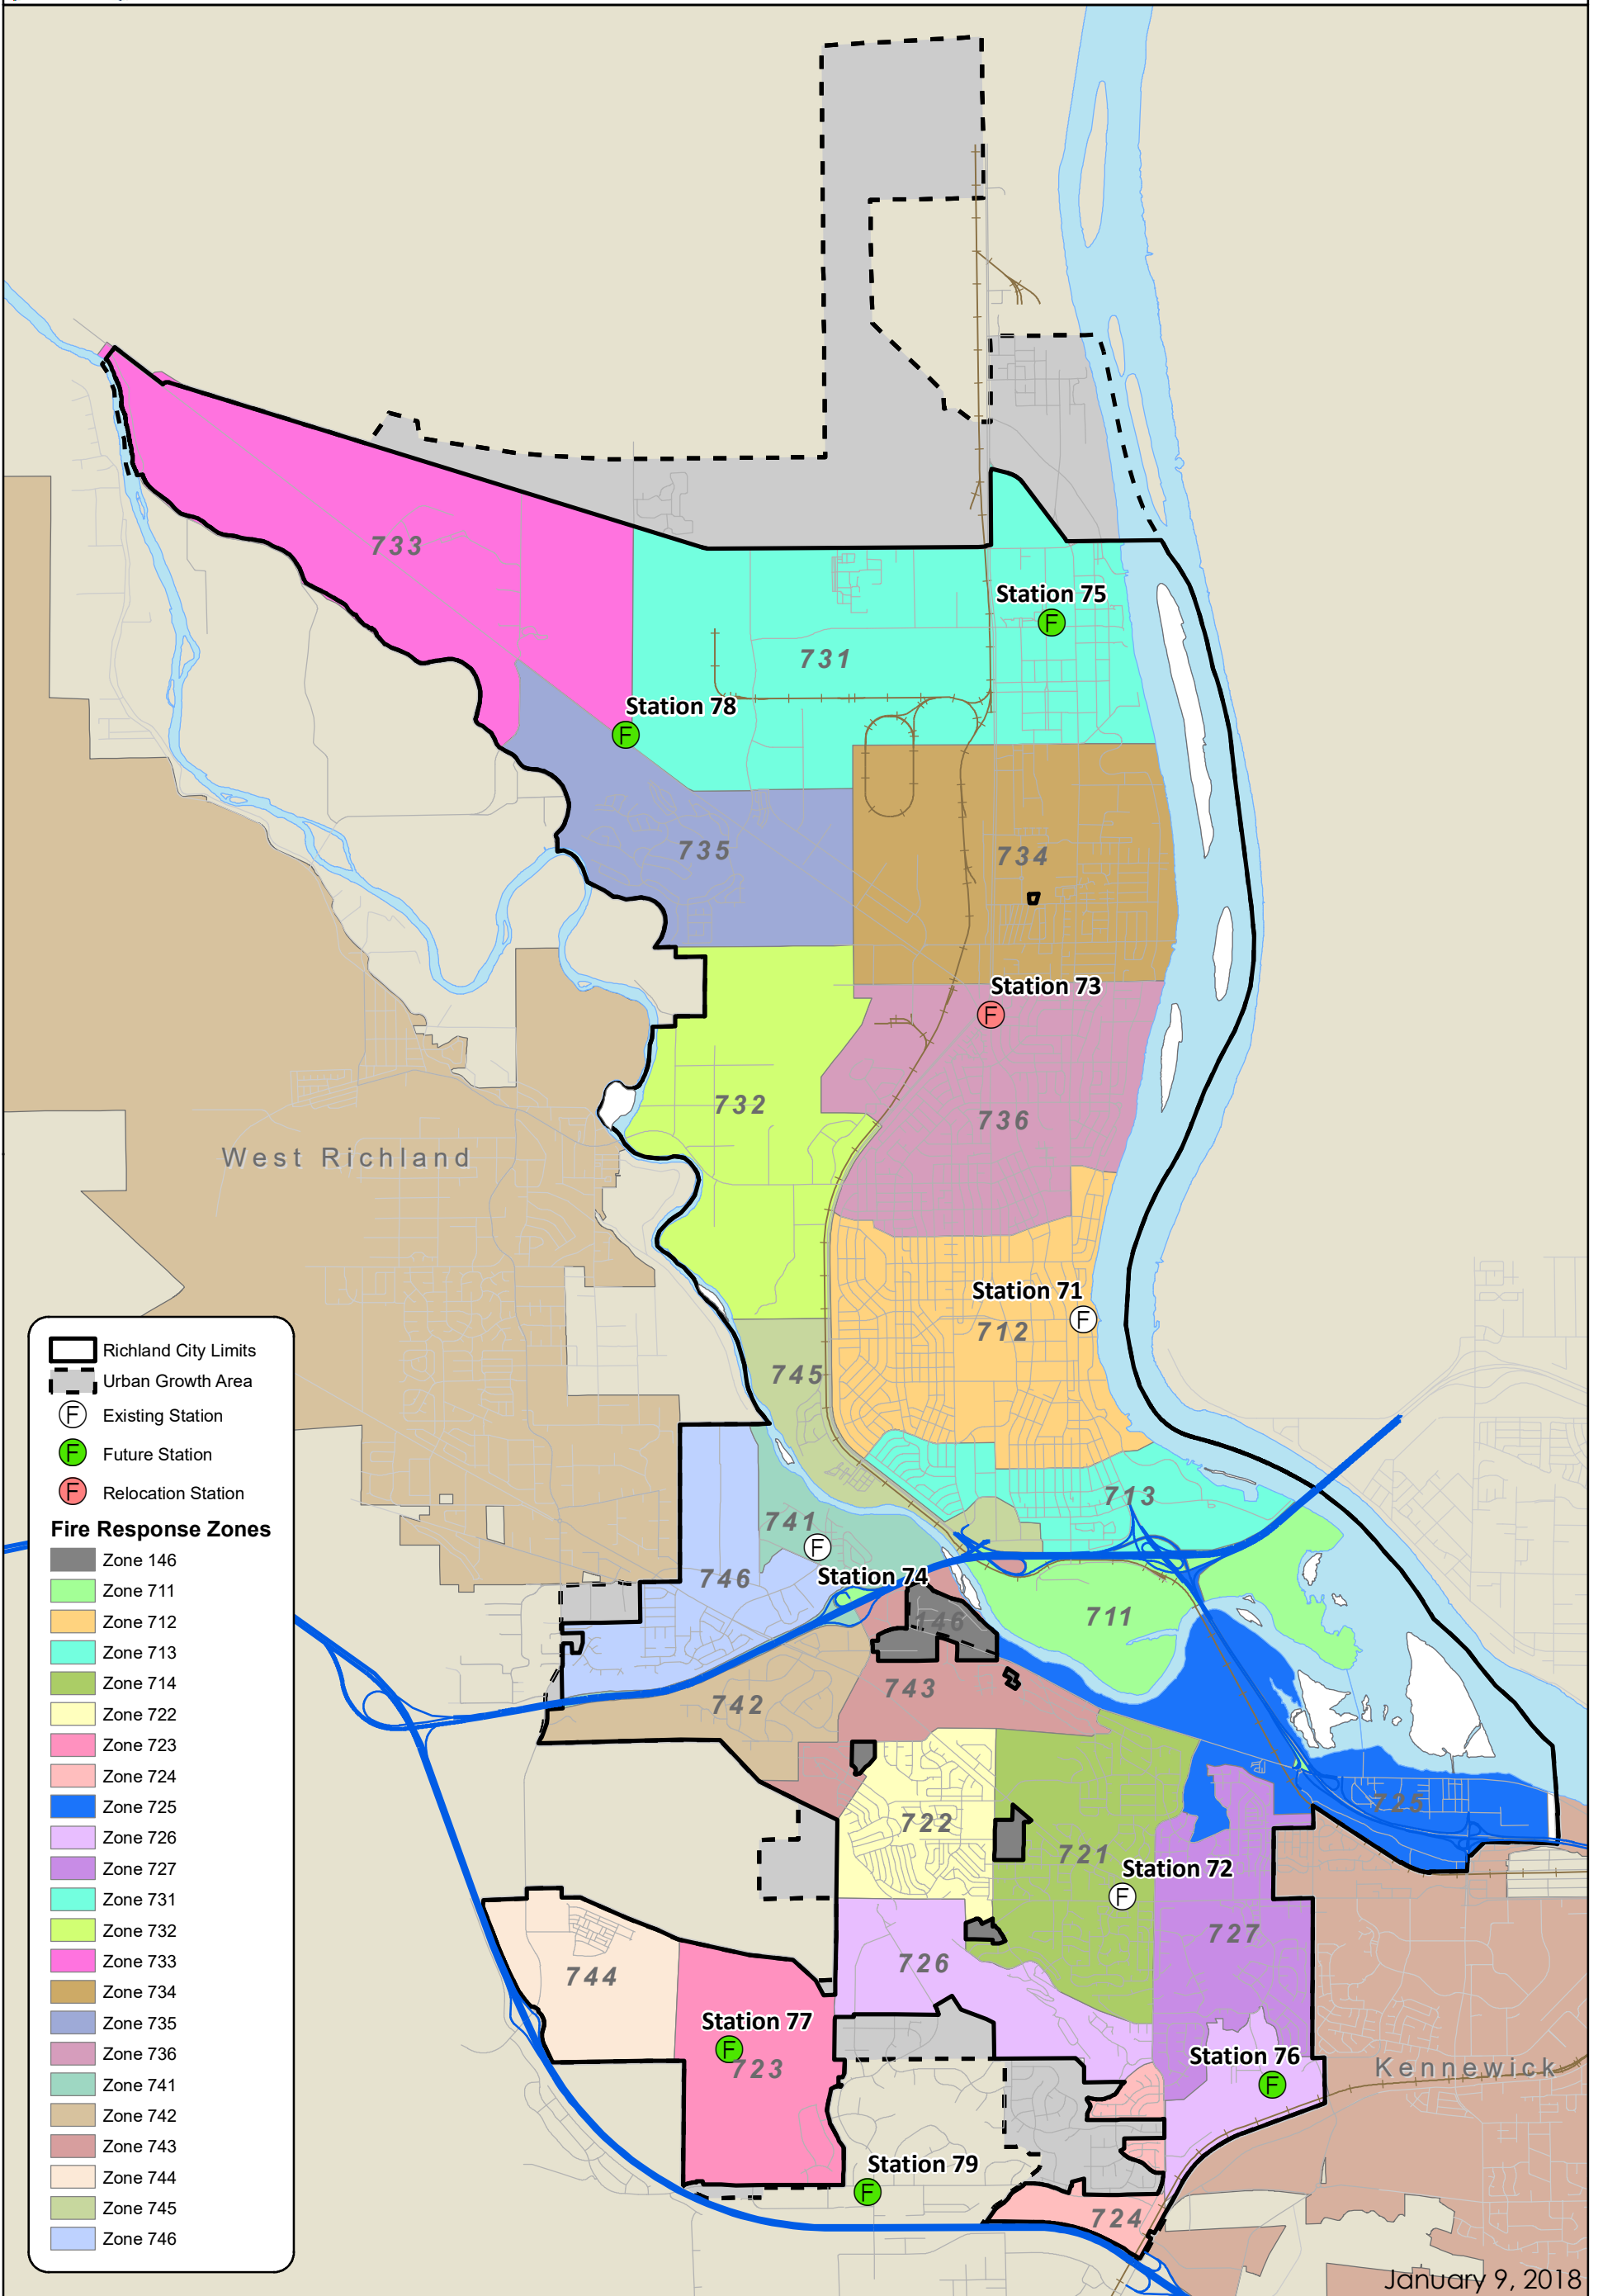 Station 75
733
731
Station 78
735
734
Station 73
732
736
West Richland
Station 71
712
745
713
741
Station 74
746
711
146
743
742
725
722
721
Station 72
727
726
744
Station 77
723
Station 76
Kennewick
Station 79
724
Richland City Limits
Urban Growth Area
F Existing Station
F Future Station
F Relocation Station
Fire Response Zones
Zone 146
Zone 711
Zone 712
Zone 713
Zone 714
Zone 722
Zone 723
Zone 724
Zone 725
Zone 726
Zone 727
Zone 731
Zone 732
Zone 733
Zone 734
Zone 735
Zone 736
Zone 741
Zone 742
Zone 743
Zone 744
Zone 745
Zone 746
January 9, 2018